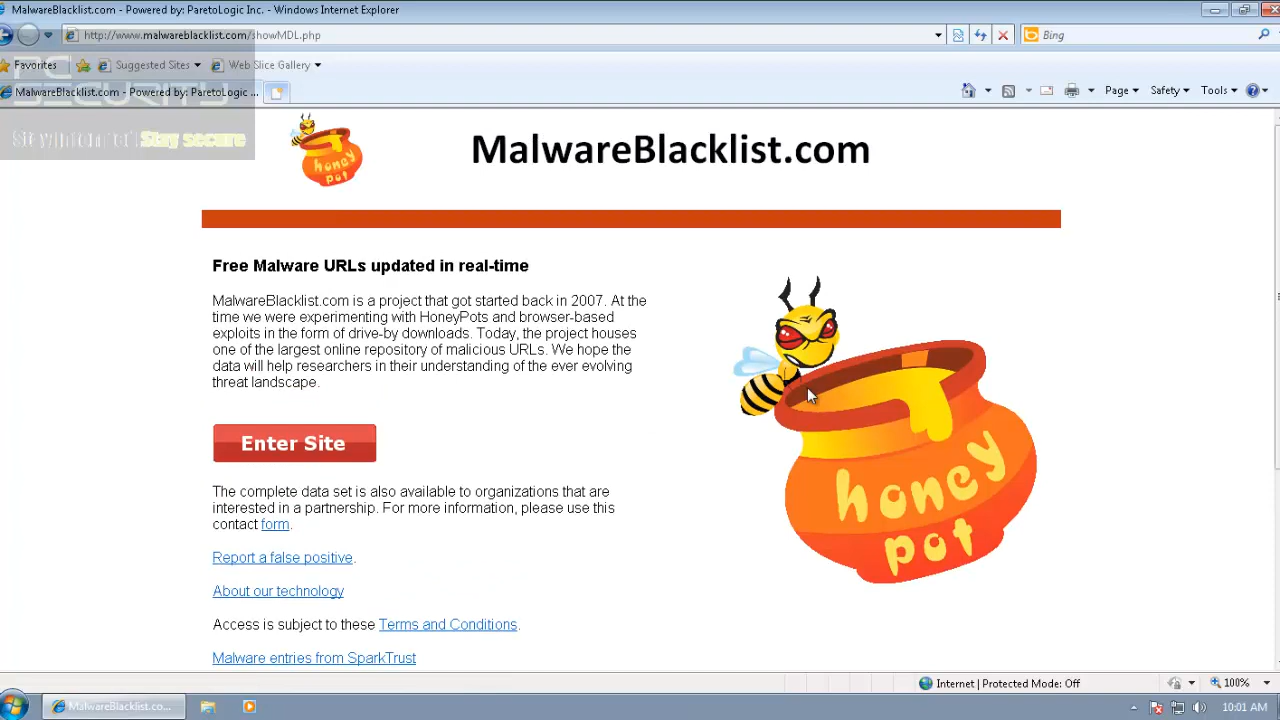 MalwareBlacklist.com - Powered by: ParetoLogic Inc. - Windows Internet Explorer
http://www.malwareblacklist.com/showMDL.php
Bing
Favorites
Suggested Sites
Web Slice Gallery
PC
SECURITY
MalwareBlacklist.com - Powered by: ParetoLogic ...
Page
Safety
Tools
Stay secure
honey
pot
MalwareBlacklist.com
Free Malware URLs updated in real-time
MalwareBlacklist.com is a project that got started back in 2007. At the
time we were experimenting with HoneyPots and browser-based
exploits in the form of drive-by downloads. Today, the project houses
one of the largest online repository of malicious URLs. We hope the
data will help researchers in their understanding of the ever evolving
threat landscape.
Enter Site
The complete data set is also available to organizations that are
interested in a partnership. For more information, please use this
contact form.
Report a false positive.
About our technology
Access is subject to these Terms and Conditions.
Malware entries from SparkTrust
honey
pot
Internet | Protected Mode: Off
100%
MalwareBlacklist.co...
10:01 AM